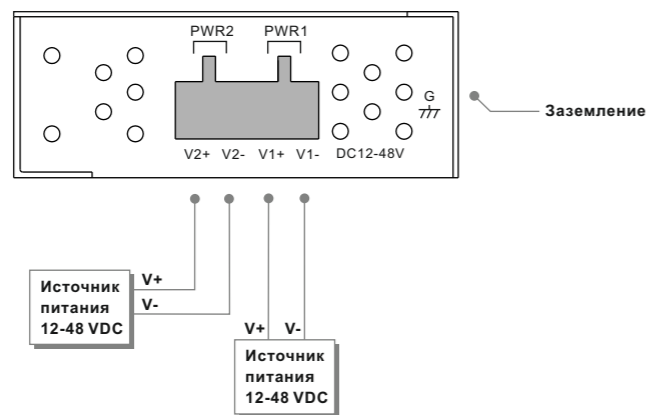 PWR2 PWR1
G
Заземление
V2+ V2- V1+ V1- DC12-48V
V+
Источник
питания
12-48 VDC
V-
V+ V-
Источник
питания
12-48 VDC